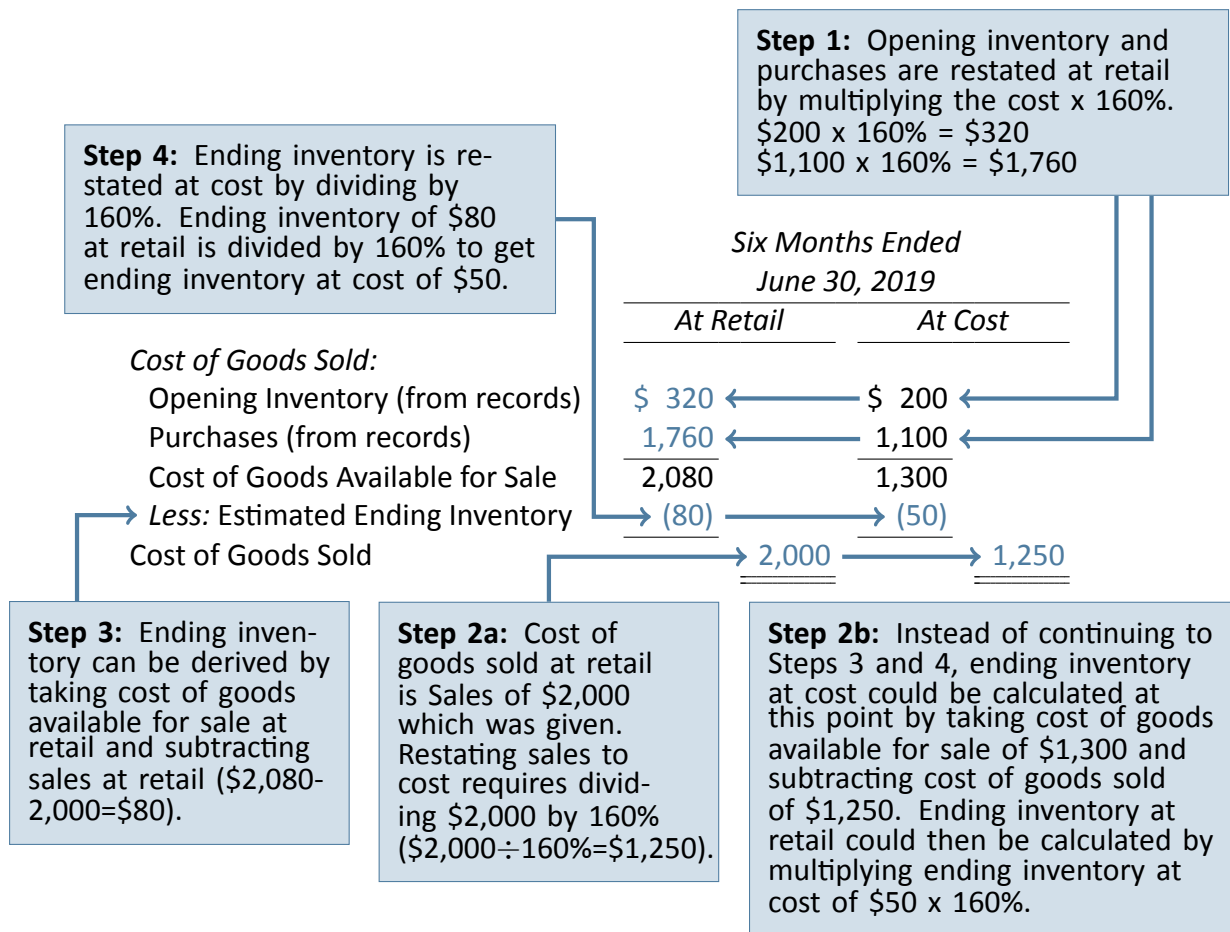 Step 1: Opening inventory and
purchases are restated at retail
by multiplying the cost x 160%.
$200 x 160% = $320
$1,100 x 160% = $1,760
Step 4: Ending inventory is re-
stated at cost by dividing by
160%. Ending inventory of $80
at retail is divided by 160% to get
ending inventory at cost of $50.
Six Months Ended
June 30, 2019
At Retail At Cost
Cost of Goods Sold:
Opening Inventory (from records) $ 320 $ 200
Purchases (from records) 1,760 1,100
Cost of Goods Available for Sale 2,080 1,300
Less: Estimated Ending Inventory (80) (50)
Cost of Goods Sold 2,000 1,250
Step 3: Ending inven-
tory can be derived by
taking cost of goods
available for sale at
retail and subtracting
sales at retail ($2,080-
2,000=$80).
Step 2a: Cost of
goods sold at retail
is Sales of $2,000
which was given.
Restating sales to
cost requires divid-
ing $2,000 by 160%
($2,000÷160%=$1,250).
Step 2b: Instead of continuing to
Steps 3 and 4, ending inventory
at cost could be calculated at
this point by taking cost of goods
available for sale of $1,300 and
subtracting cost of goods sold
of $1,250. Ending inventory at
retail could then be calculated by
multiplying ending inventory at
cost of $50 x 160%.